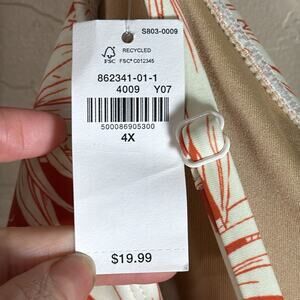 S803-0009
FSC
RECYCLED
FSC® C012345
862341-01-1
4009 Y07
500086905300
4X
$19.99